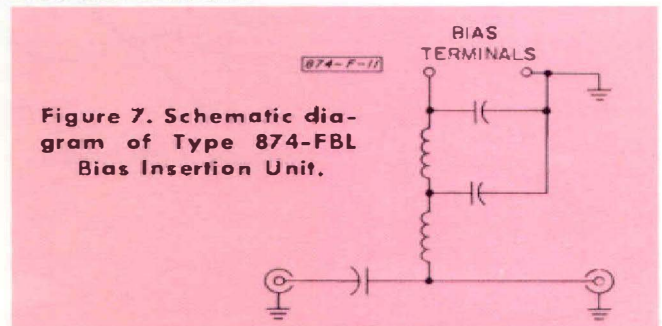 BIAS
TERMINALS
874-F-11
Figure 7. Schematic dia-
gram of Type 874-FBL
Bias Insertion Unit.